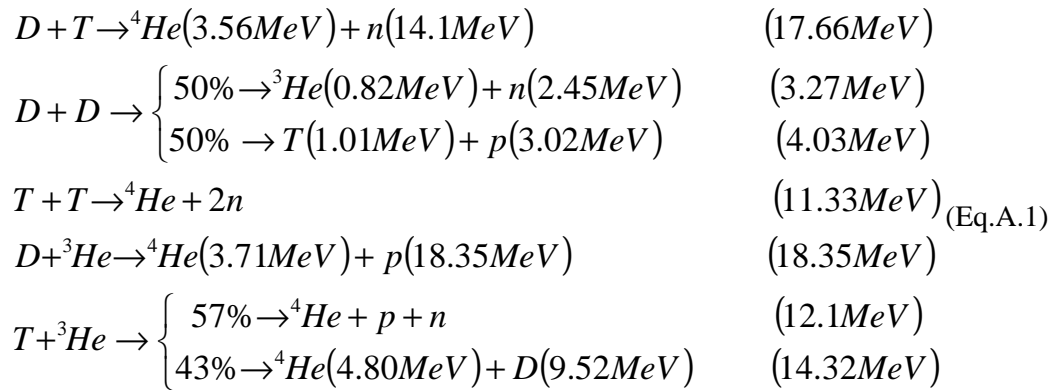 D + T → ⁴He(3.56MeV) + n(14.1MeV) (17.66MeV)
D + D → { 50% → ³He(0.82MeV) + n(2.45MeV) (3.27MeV)
50% → T(1.01MeV) + p(3.02MeV) (4.03MeV)
T + T → ⁴He + 2n (11.33MeV) (Eq.A.1)
D + ³He → ⁴He(3.71MeV) + p(18.35MeV) (18.35MeV)
T + ³He → { 57% → ⁴He + p + n (12.1MeV)
43% → ⁴He(4.80MeV) + D(9.52MeV) (14.32MeV)